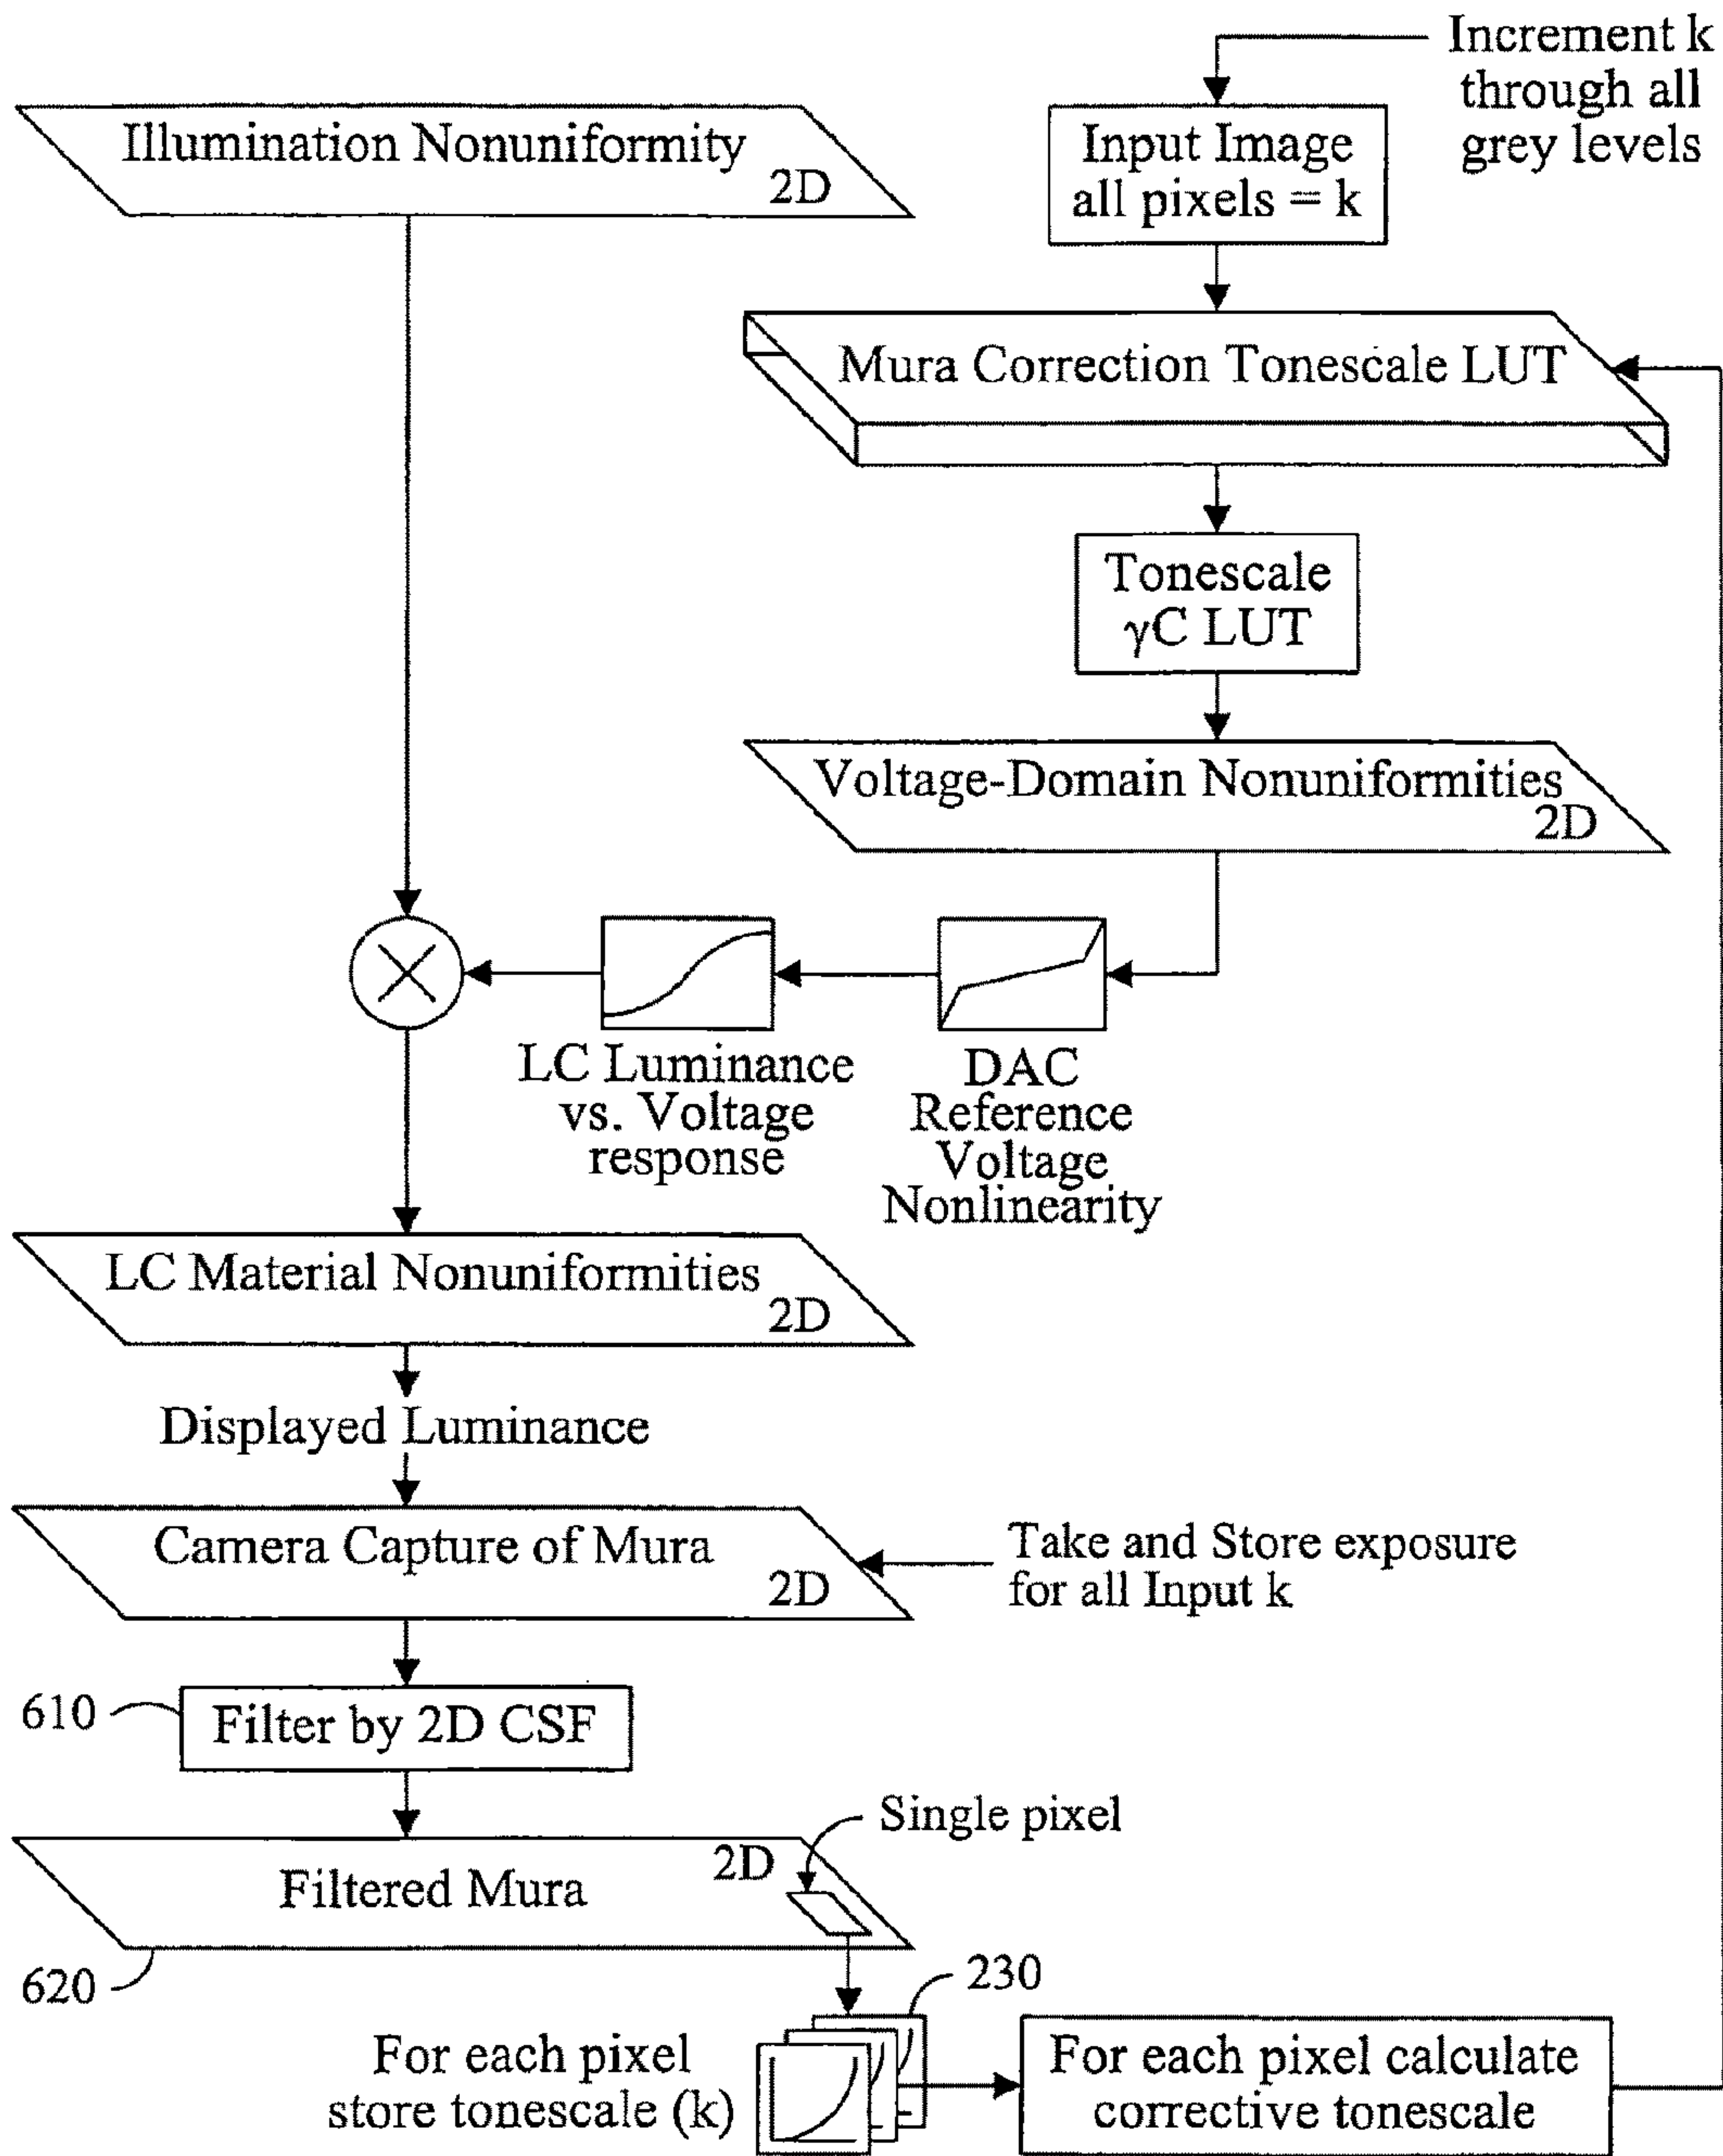 Increment k
through all
grey levels
Illumination Nonuniformity
2D
Input Image
all pixels = k
Mura Correction Tonescale LUT
Tonescale
γC LUT
Voltage-Domain Nonuniformities
2D
LC Luminance
vs. Voltage
response
DAC
Reference
Voltage
Nonlinearity
LC Material Nonuniformities
2D
Displayed Luminance
Camera Capture of Mura
2D
Take and Store exposure
for all Input k
610
Filter by 2D CSF
Single pixel
2D
Filtered Mura
620
230
For each pixel
store tonescale (k)
For each pixel calculate
corrective tonescale